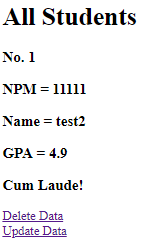 All Students
No. 1
NPM = 11111
Name = test2
GPA = 4.9
Cum Laude!
Delete Data
Update Data